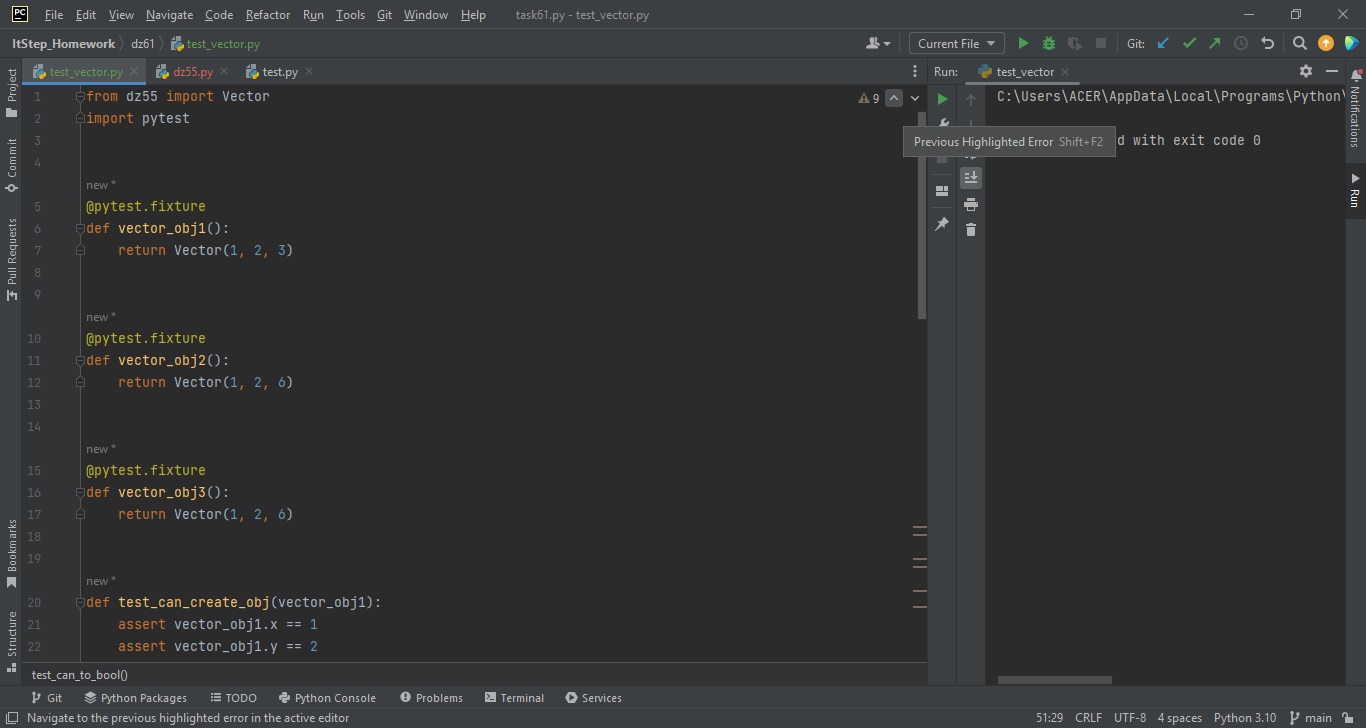 PC File Edit View Navigate Code Refactor Run Tools Git Window Help task61.py - test_vector.py
ItStep_Homework dz61 test_vector.py Current File Git:
test_vector.py dz55.py test.py Run: test_vector
Project
Commit
Pull Requests
Bookmarks
Structure
1 from dz55 import Vector
2 import pytest
3
4
new *
5 @pytest.fixture
6 def vector_obj1():
7 return Vector(1, 2, 3)
8
9
new *
10 @pytest.fixture
11 def vector_obj2():
12 return Vector(1, 2, 6)
13
14
new *
15 @pytest.fixture
16 def vector_obj3():
17 return Vector(1, 2, 6)
18
19
new *
20 def test_can_create_obj(vector_obj1):
21 assert vector_obj1.x == 1
22 assert vector_obj1.y == 2
9
Previous Highlighted Error Shift+F2
C:\Users\ACER\AppData\Local\Programs\Python\
d with exit code 0
Notifications
Run
test_can_to_bool()
Git Python Packages TODO Python Console Problems Terminal Services
Navigate to the previous highlighted error in the active editor 51:29 CRLF UTF-8 4 spaces Python 3.10 main